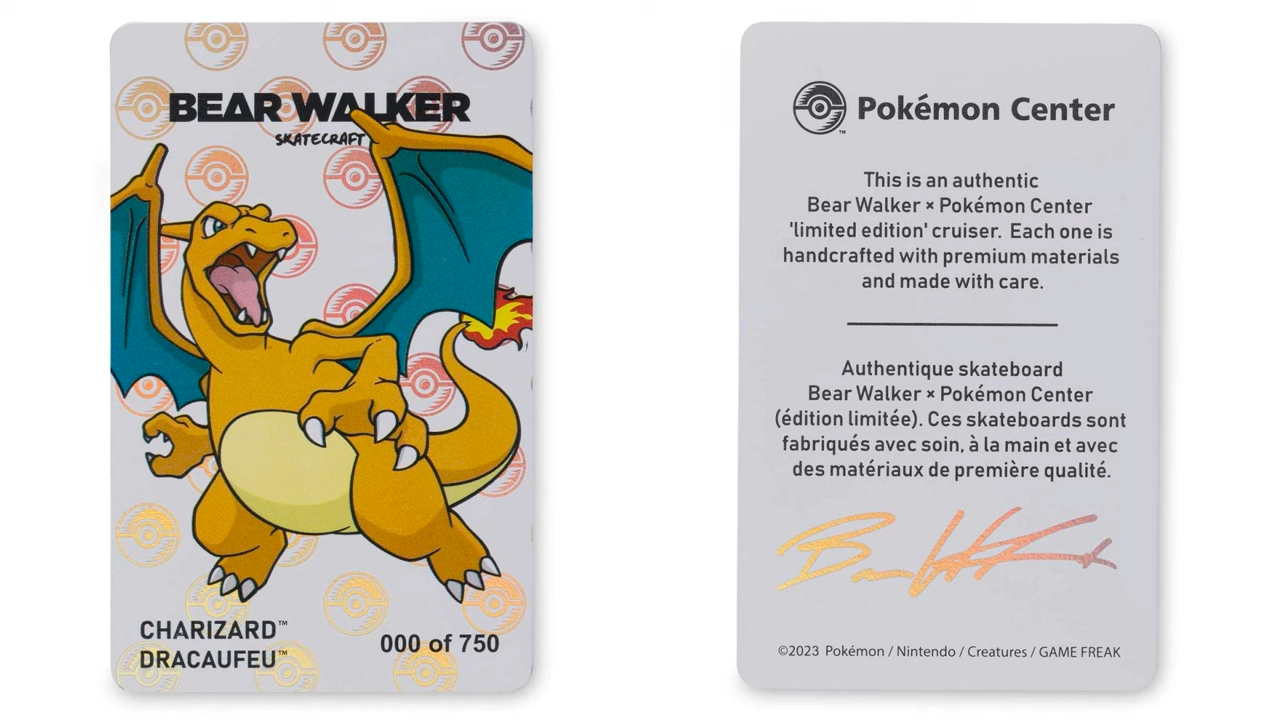 BEAR WALKER
SKATECRAFT
CHARIZARD™
DRACAUFEU™
000 of 750
Pokémon Center
™
This is an authentic
Bear Walker × Pokémon Center
'limited edition' cruiser. Each one is
handcrafted with premium materials
and made with care.
Authentique skateboard
Bear Walker × Pokémon Center
(édition limitée). Ces skateboards sont
fabriqués avec soin, à la main et avec
des matériaux de première qualité.
©2023 Pokémon / Nintendo / Creatures / GAME FREAK